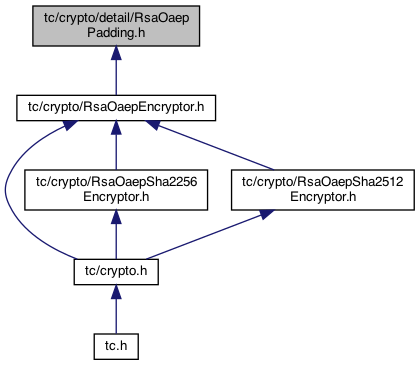 tc/crypto/detail/RsaOaep
Padding.h
tc/crypto/RsaOaepEncryptor.h
tc/crypto/RsaOaepSha2256
Encryptor.h
tc/crypto/RsaOaepSha2512
Encryptor.h
tc/crypto.h
tc.h